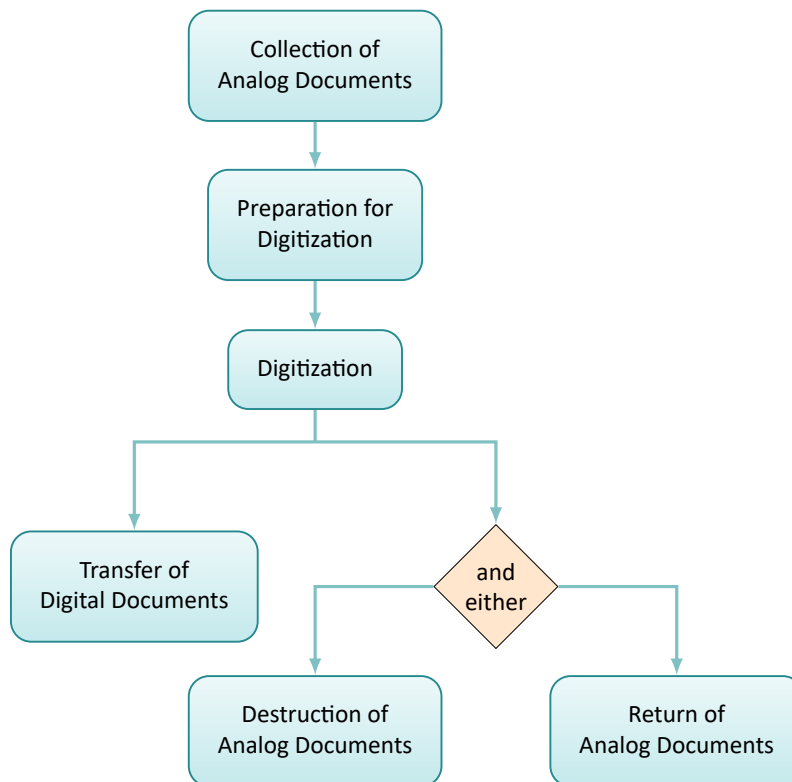 Collection of
Analog Documents
Preparation for
Digitization
Digitization
Transfer of
Digital Documents
and
either
Destruction of
Analog Documents
Return of
Analog Documents